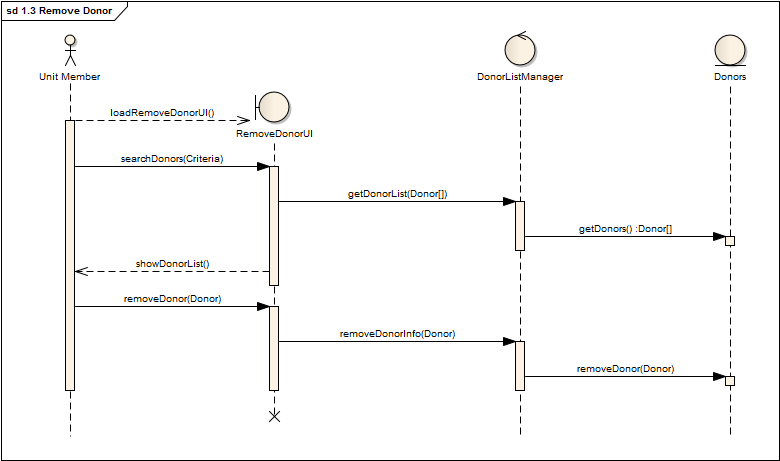 sd 1.3 Remove Donor
Unit Member
DonorListManager
Donors
loadRemoveDonorUI()
RemoveDonorUI
searchDonors(Criteria)
getDonorList(Donor[])
getDonors() :Donor[]
showDonorList()
removeDonor(Donor)
removeDonorInfo(Donor)
removeDonor(Donor)